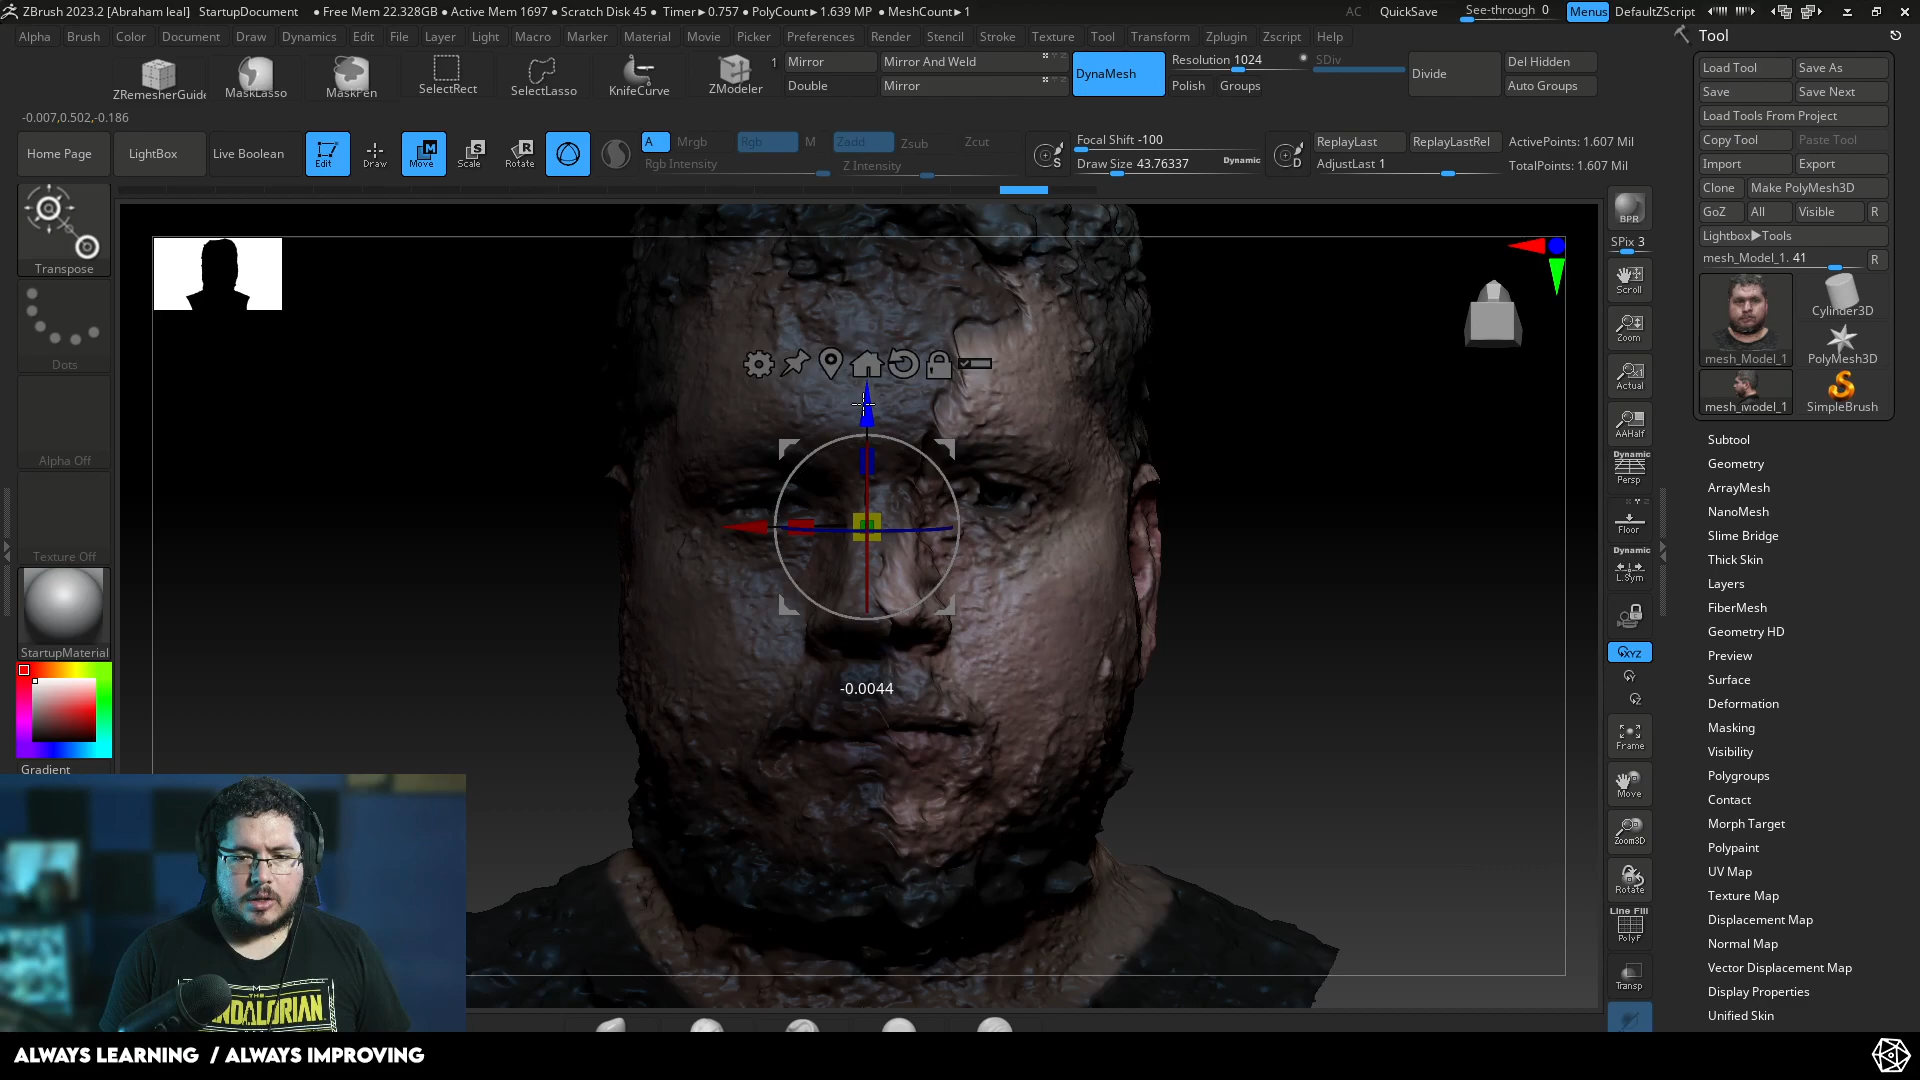 ZBrush 2023.2 [Abraham leal] StartupDocument • Free Mem 22.328GB • Active Mem 1697 • Scratch Disk 45 • Timer►0.757 • PolyCount►1.639 MP • MeshCount►1 AC QuickSave See-through 0 Menus DefaultZScript
Alpha Brush Color Document Draw Dynamics Edit File Layer Light Macro Marker Material Movie Picker Preferences Render Stencil Stroke Texture Tool Transform Zplugin Zscript Help
ZRemesherGuide MaskLasso MaskPen SelectRect SelectLasso KnifeCurve ZModeler 1
Mirror Mirror And Weld DynaMesh Resolution 1024 SDiv Divide Del Hidden
Double Mirror Polish Groups Auto Groups
-0.007,0.502,-0.186
Home Page LightBox Live Boolean Edit Draw Move Scale Rotate
A Mrgb Rgb M Zadd Zsub Zcut
Rgb Intensity Z Intensity
Focal Shift -100
Draw Size 43.76337 Dynamic
S D
ReplayLast ReplayLastRel ActivePoints: 1.607 Mil
AdjustLast 1 TotalPoints: 1.607 Mil
Transpose
Dots
Alpha Off
Texture Off
StartupMaterial
Gradient
-0.0044
BPR
SPix 3
Scroll
Zoom
Actual
AAHalf
Dynamic
Persp
Floor
Dynamic
L.Sym
XYZ
Frame
Move
Zoom3D
Rotate
Line Fill
PolyF
Transp
Tool
Load Tool Save As
Save Save Next
Load Tools From Project
Copy Tool Paste Tool
Import Export
Clone Make PolyMesh3D
GoZ All Visible R
Lightbox►Tools
mesh_Model_1. 41 R
mesh_Model_1 Cylinder3D
PolyMesh3D
mesh_Model_1 SimpleBrush
Subtool
Geometry
ArrayMesh
NanoMesh
Slime Bridge
Thick Skin
Layers
FiberMesh
Geometry HD
Preview
Surface
Deformation
Masking
Visibility
Polygroups
Contact
Morph Target
Polypaint
UV Map
Texture Map
Displacement Map
Normal Map
Vector Displacement Map
Display Properties
Unified Skin
THE
MANDALORIAN
ALWAYS LEARNING / ALWAYS IMPROVING